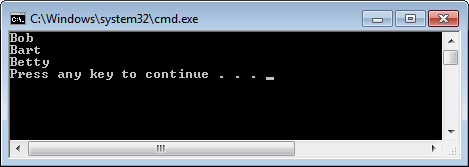 C:\Windows\system32\cmd.exe
Bob
Bart
Betty
Press any key to continue . . . _